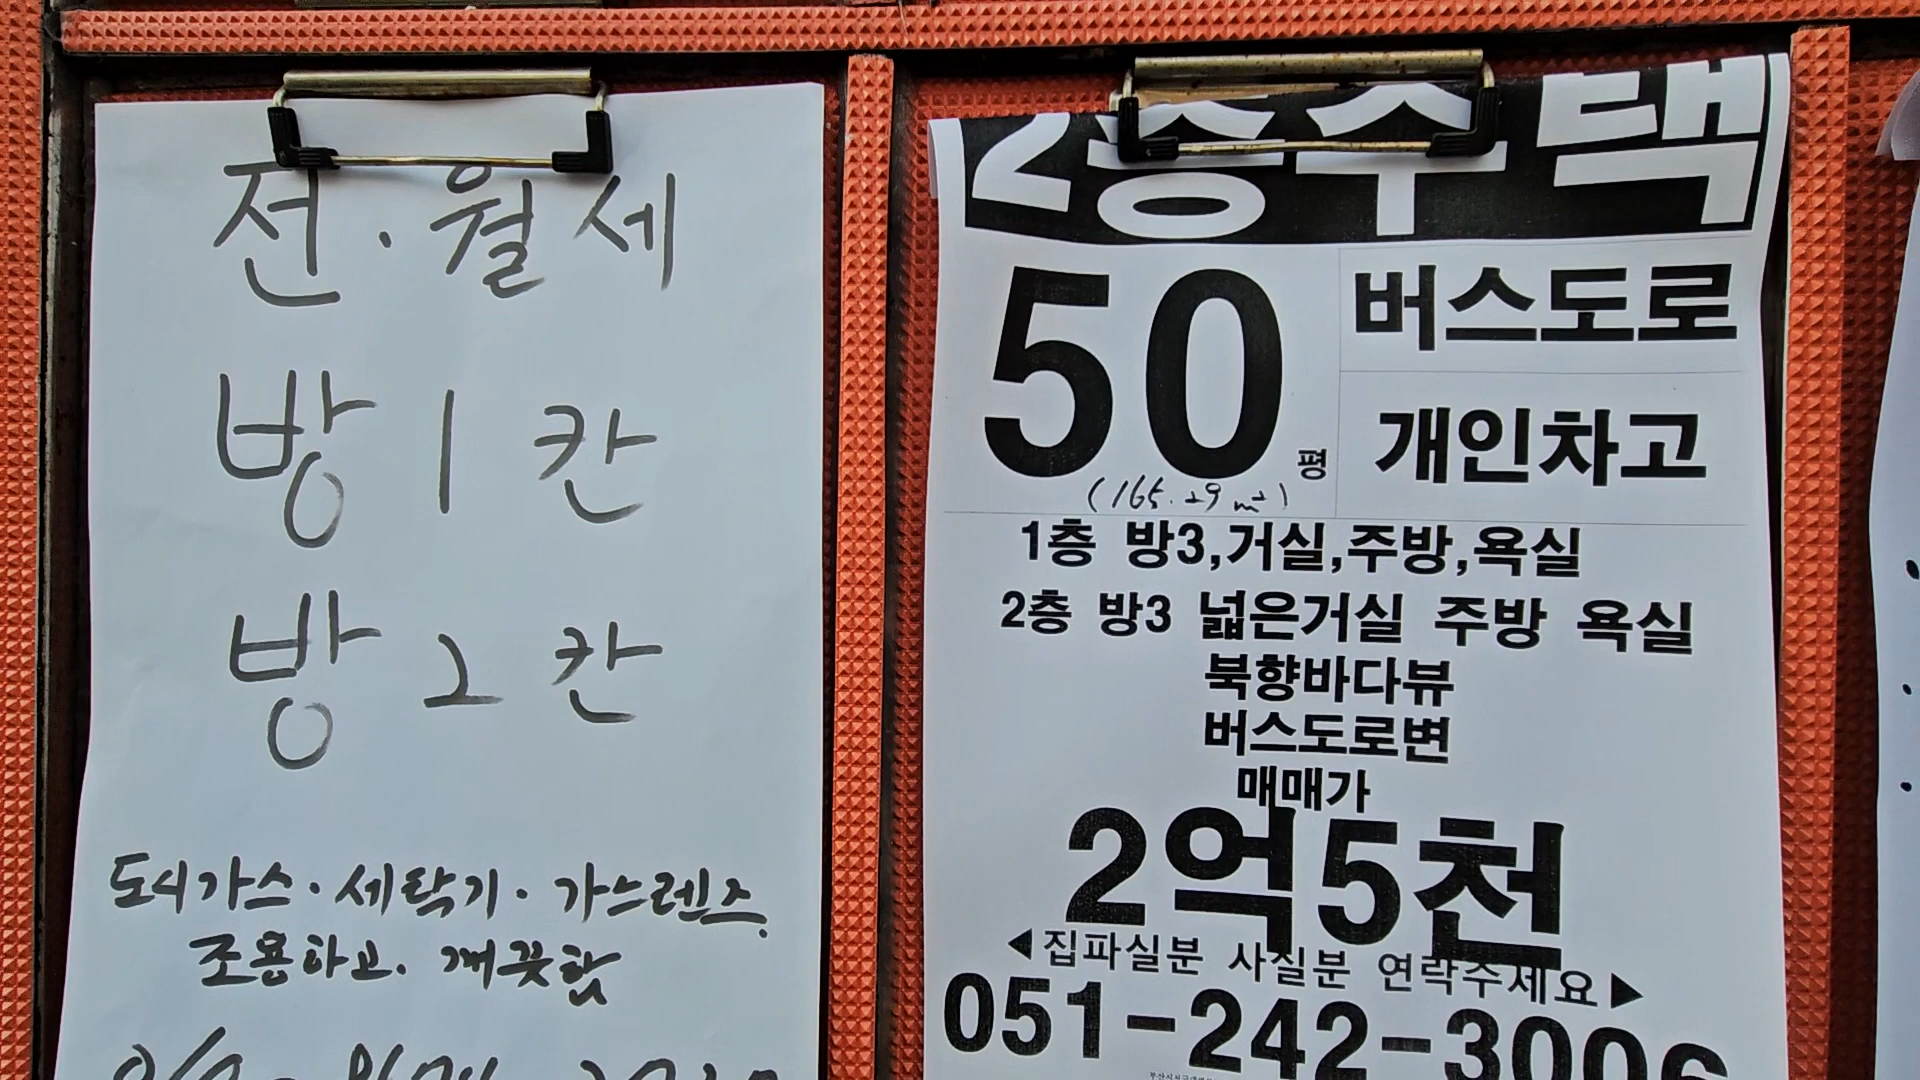 전·월세
방 1 칸
방 2 칸
도시가스·세탁기·가스렌즈.
조용하고. 깨끗함
2층주택
50평
(165.29㎡)
버스도로
개인차고
1층 방3,거실,주방,욕실
2층 방3 넓은거실 주방 욕실
북향바다뷰
버스도로변
매매가
2억5천
◀집파실분 사실분 연락주세요▶
051-242-3006